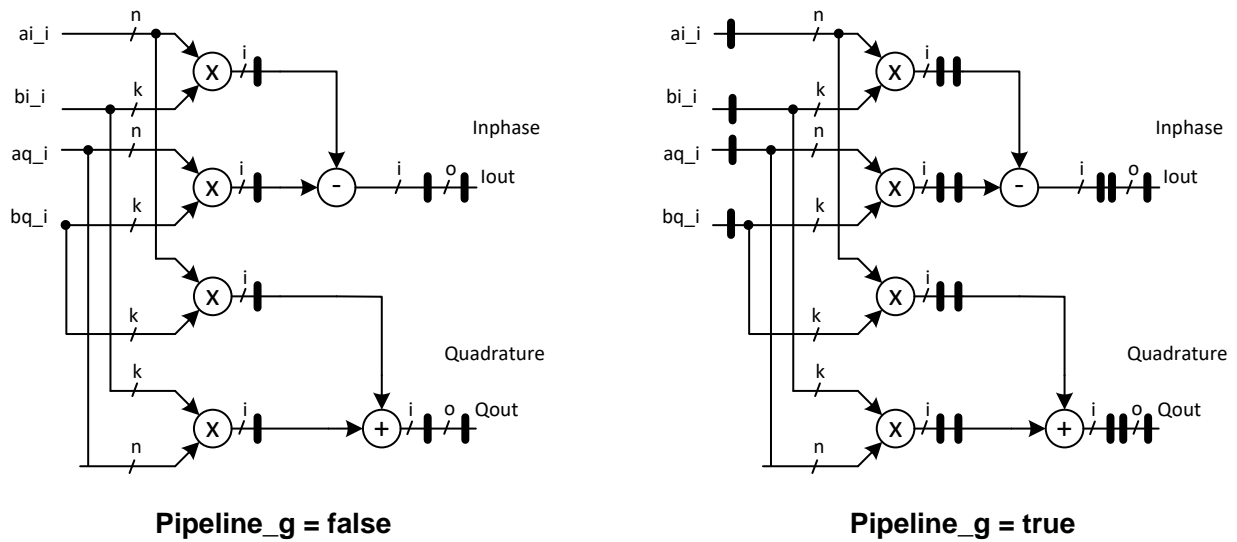 n
ai_i
i
X
k
bi_i
n
Inphase
aq_i
i
X
i
o
Iout
-
k
bq_i
i
X
k
Quadrature
k
i
X
+
i
o
Qout
n
Pipeline_g = false
n
ai_i
i
X
k
bi_i
n
Inphase
aq_i
i
X
i
o
Iout
-
k
bq_i
i
X
k
Quadrature
k
i
X
+
i
o
Qout
n
Pipeline_g = true